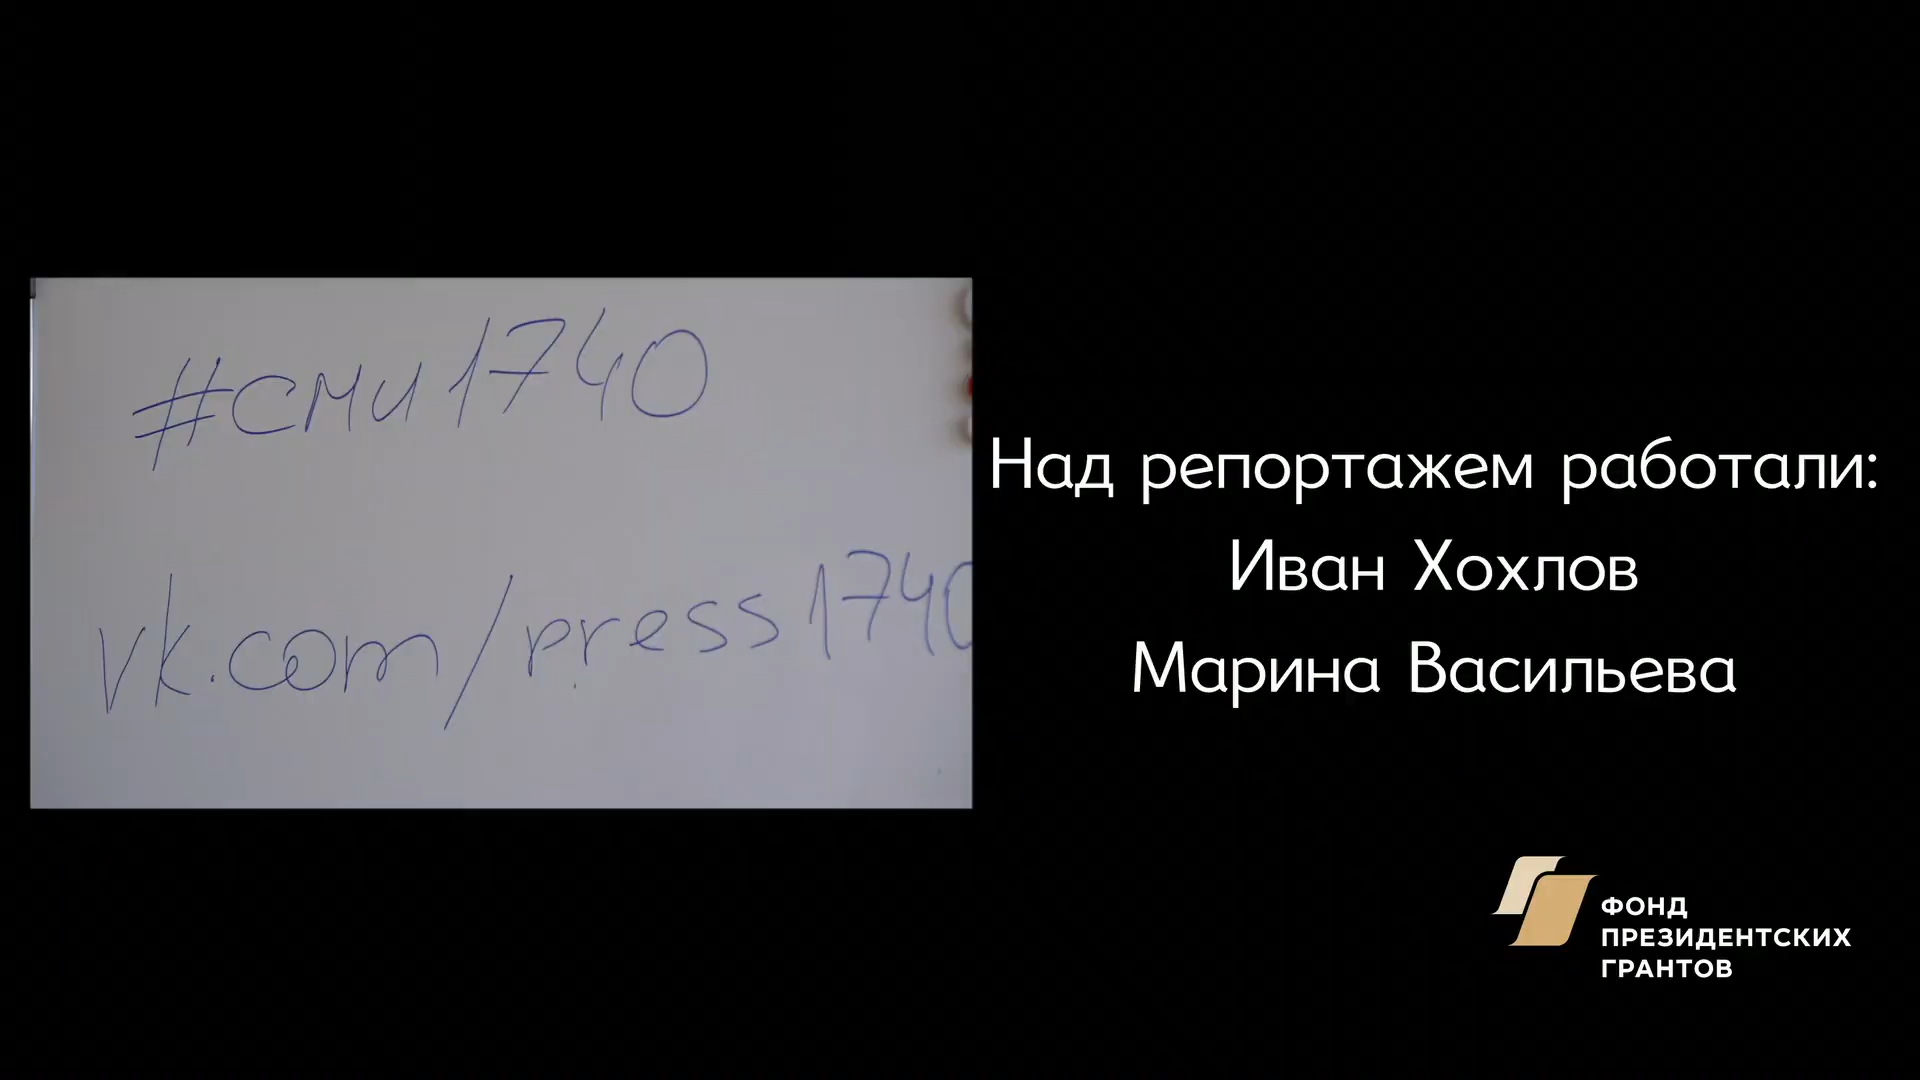 #сми1740
vk.com/press1740
Над репортажем работали:
Иван Хохлов
Марина Васильева
ФОНД
ПРЕЗИДЕНТСКИХ
ГРАНТОВ